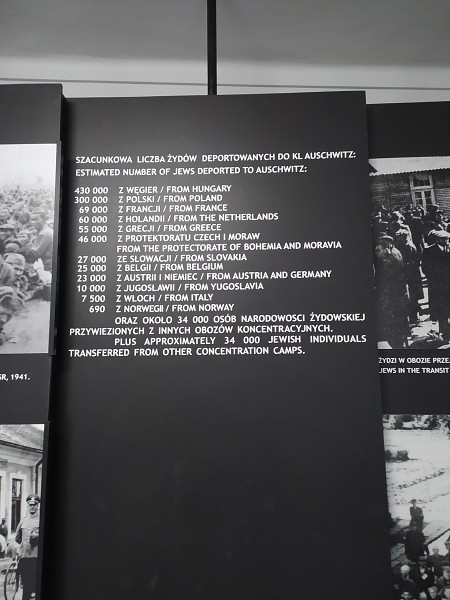 SZACUNKOWA LICZBA ŻYDÓW DEPORTOWANYCH DO KL AUSCHWITZ:
ESTIMATED NUMBER OF JEWS DEPORTED TO AUSCHWITZ:
430 000 Z WĘGIER / FROM HUNGARY
300 000 Z POLSKI / FROM POLAND
69 000 Z FRANCJI / FROM FRANCE
60 000 Z HOLANDII / FROM THE NETHERLANDS
55 000 Z GRECJI / FROM GREECE
46 000 Z PROTEKTORATU CZECH I MORAW
FROM THE PROTECTORATE OF BOHEMIA AND MORAVIA
27 000 ZE SŁOWACJI / FROM SLOVAKIA
25 000 Z BELGII / FROM BELGIUM
23 000 Z AUSTRII I NIEMIEC / FROM AUSTRIA AND GERMANY
10 000 Z JUGOSŁAWII / FROM YUGOSLAVIA
7 500 Z WŁOCH / FROM ITALY
690 Z NORWEGII / FROM NORWAY
ORAZ OKOŁO 34 000 OSÓB NARODOWOŚCI ŻYDOWSKIEJ
PRZYWIEZIONYCH Z INNYCH OBOZÓW KONCENTRACYJNYCH.
PLUS APPROXIMATELY 34 000 JEWISH INDIVIDUALS
TRANSFERRED FROM OTHER CONCENTRATION CAMPS.
1941.
ŻYDZI W OBOZIE
JEWS IN THE TRANSIT